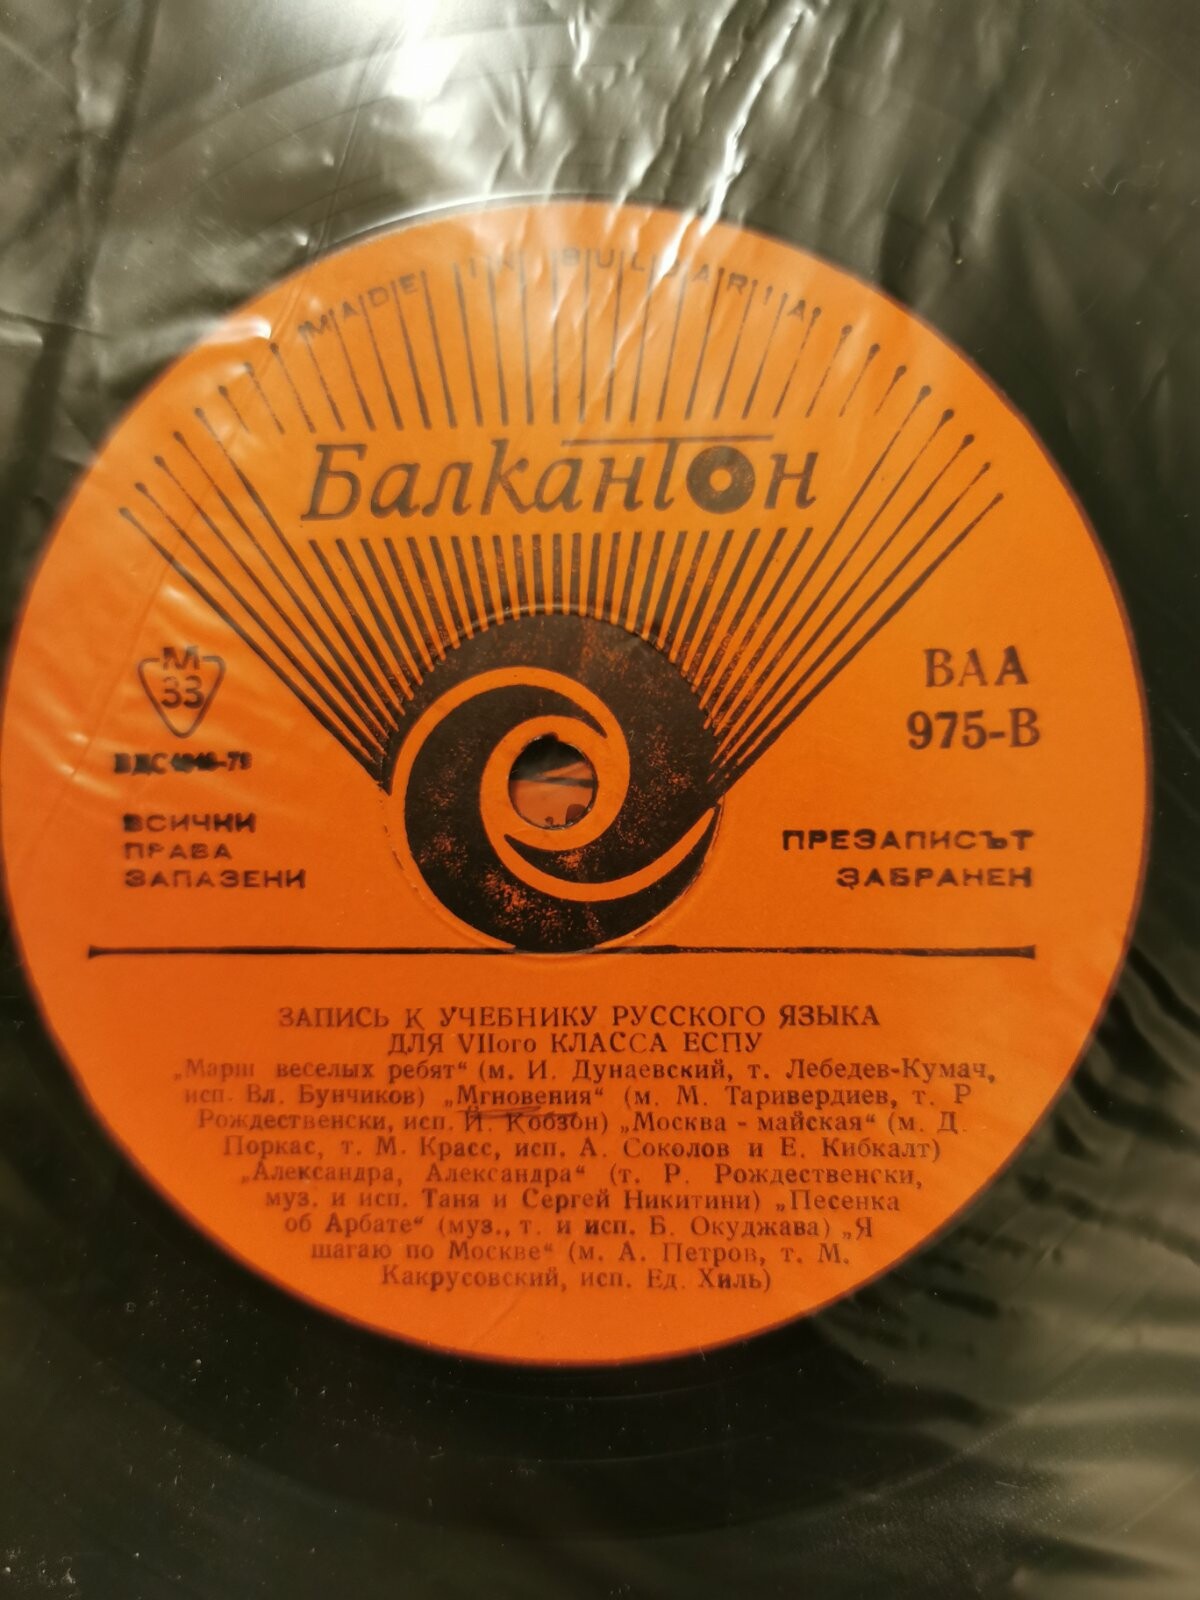 MADE IN BULGARIA
Балкантон
М
33
ВСИЧКИ
ПРАВА
ЗАПАЗЕНИ
ВАА
975-В
ПРЕЗАПИСЪТ
ЗАБРАНЕН
ЗАПИСЬ К УЧЕБНИКУ РУССКОГО ЯЗЫКА
ДЛЯ VIIого КЛАССА ЕСПУ
„Марш веселых ребят“ (м. И. Дунаевский, т. Лебедев-Кумач,
исп. Вл. Бунчиков) „Мгновения“ (м. М. Таривердиев, т. Р
Рождественски, исп. И. Кобзон) „Москва - майская“ (м. Д.
Поркас, т. М. Красс, исп. А. Соколов и Е. Кибкалт)
„Александра, Александра“ (т. Р. Рождественски,
муз. и исп. Таня и Сергей Никитини) „Песенка
об Арбате“ (муз., т. и исп. Б. Окуджава) „Я
шагаю по Москве“ (м. А. Петров, т. М.
Какрусовский, исп. Ед. Хиль)